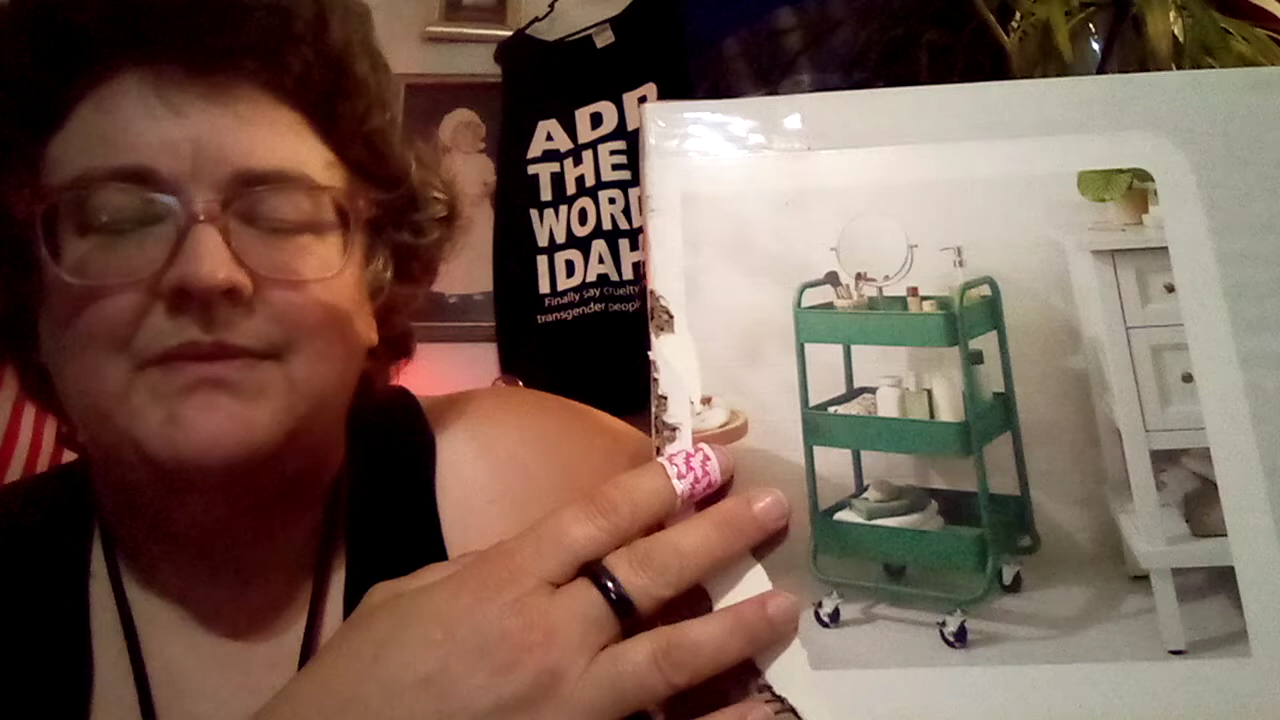 ADD
THE
WORD
IDAH
Finally say cruelty
transgender people